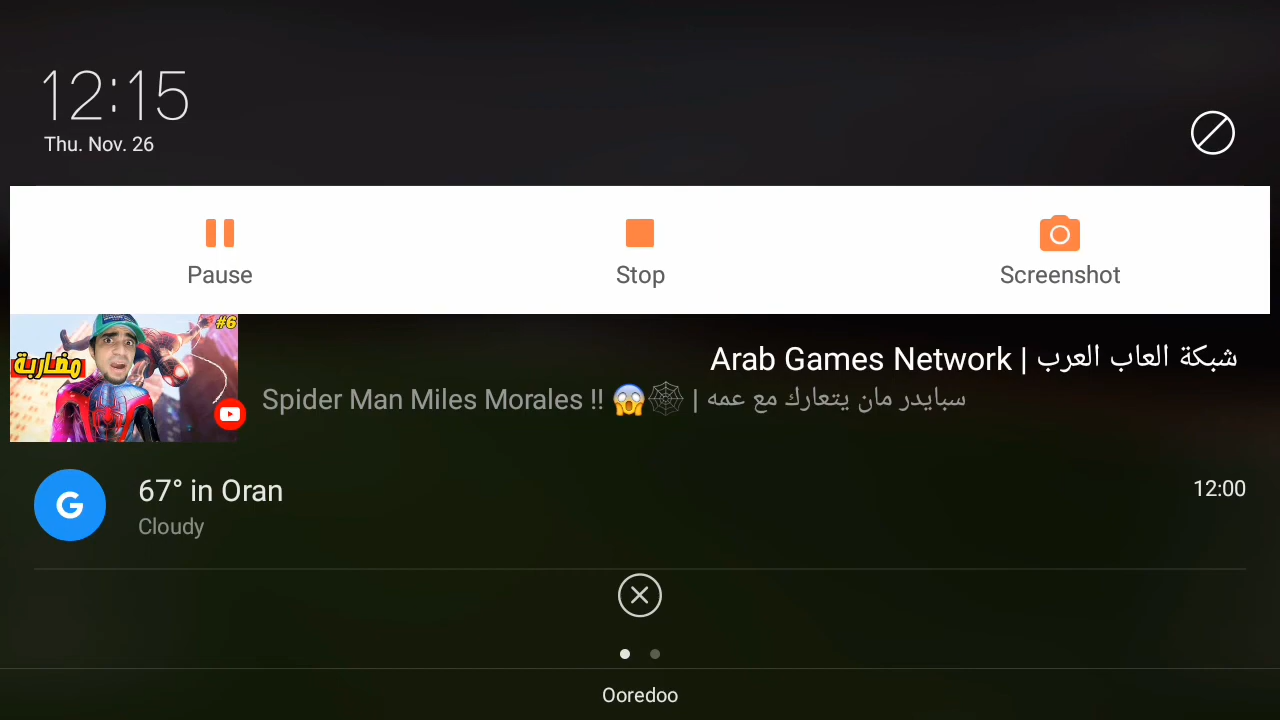 12:15
Thu. Nov. 26
Pause
Stop
Screenshot
#6
مضاربة
Arab Games Network | شبكة العاب العرب
Spider Man Miles Morales !! 😱🕸 | سبايدر مان يتعارك مع عمه
G
67° in Oran
12:00
Cloudy
Ooredoo